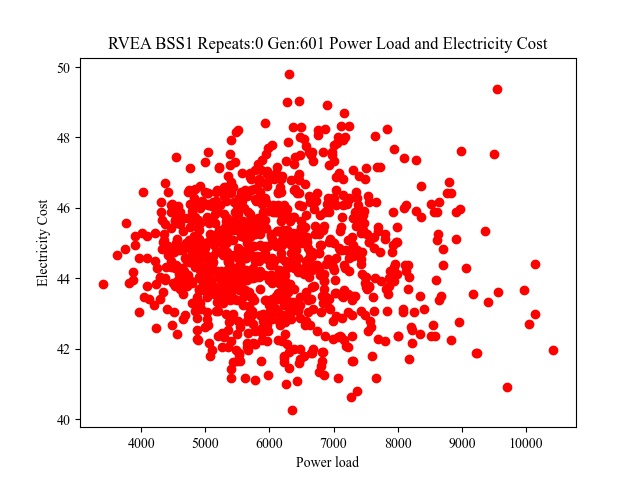 RVEA BSS1 Repeats:0 Gen:601 Power Load and Electricity Cost
50
48
46
44
42
40
Electricity Cost
4000 5000 6000 7000 8000 9000 10000
Power load